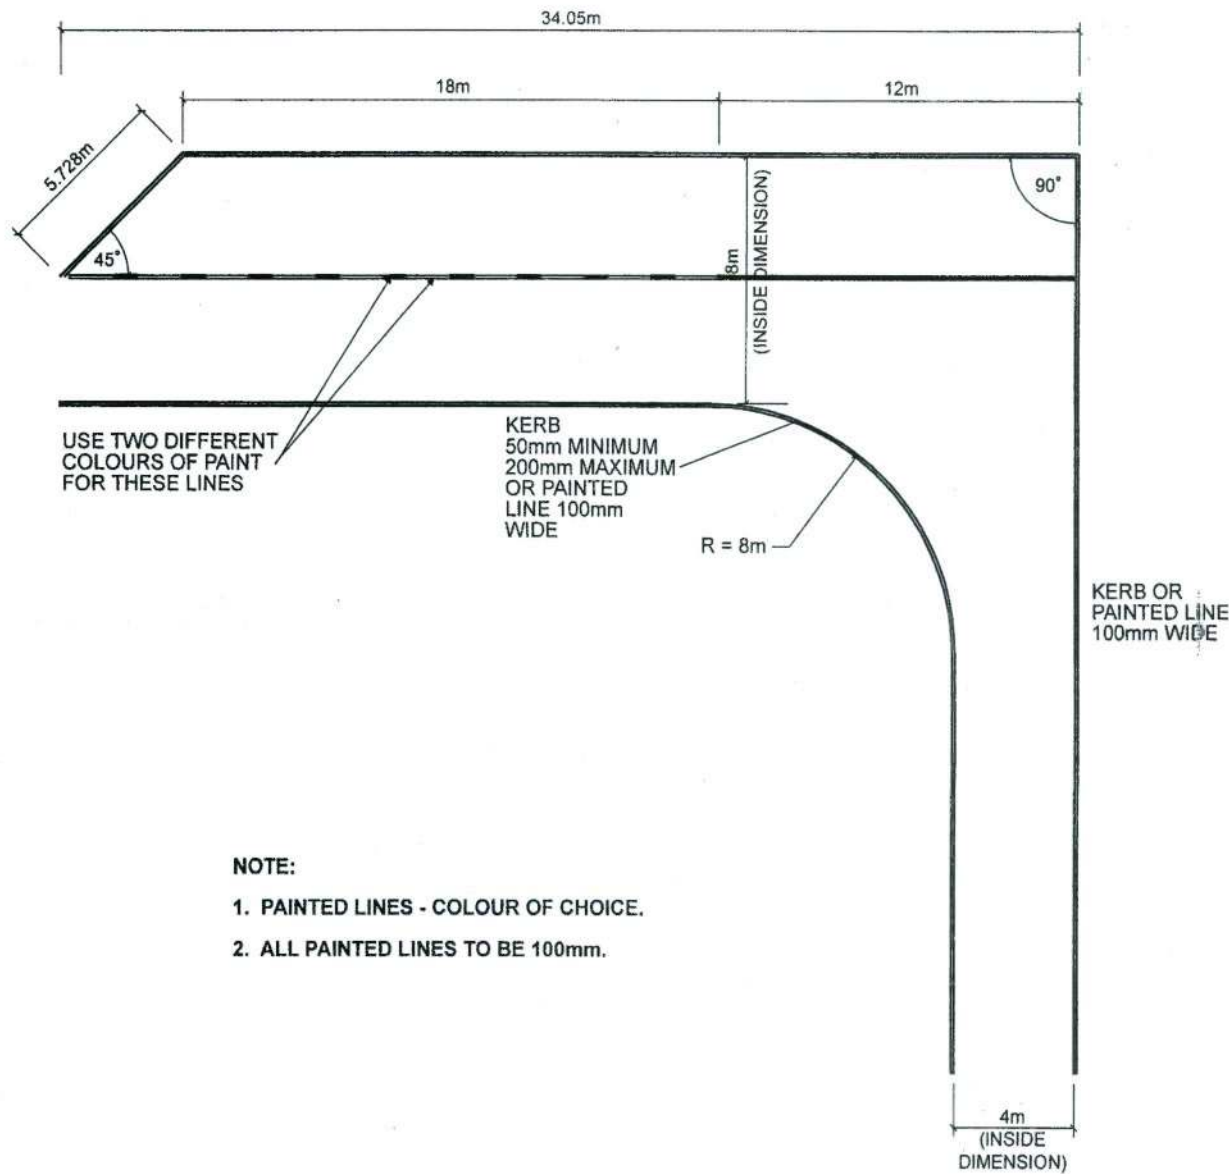 34.05m
18m
12m
5.728m
90°
45°
8m
(INSIDE DIMENSION)
USE TWO DIFFERENT
COLOURS OF PAINT
FOR THESE LINES
KERB
50mm MINIMUM
200mm MAXIMUM
OR PAINTED
LINE 100mm
WIDE
R = 8m
KERB OR
PAINTED LINE
100mm WIDE
NOTE:
1. PAINTED LINES - COLOUR OF CHOICE.
2. ALL PAINTED LINES TO BE 100mm.
4m
(INSIDE
DIMENSION)